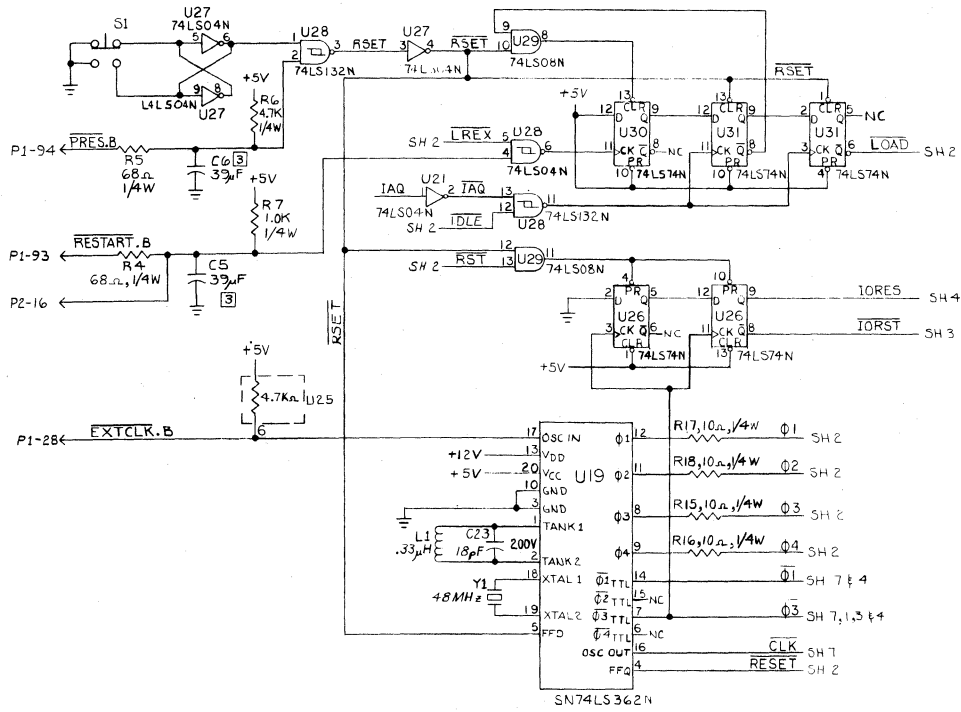 S1
U27
74LS04N
5 6
9 8
L4LS04N
U27
+5V
R6
4.7K
1/4W
1
2
U28
3
74LS132N
RSET
U27
3 4
74LS04N
RSET
9
10
U29
8
74LS08N
RSET
P1-94
PRES.B
R5
68Ω
1/4W
C6 3
39μF
+5V
R7
1.0K
1/4W
P1-93
RESTART.B
R4
68Ω, 1/4W
C5
39μF
3
P2-16
SH 2
LREX
5
4
U28
6
74LS04N
IAQ
1
U21
2
IAQ
74LS04N
SH 2
IDLE
13
12
11
74LS132N
U28
+5V
13
12 CLR 9
D Q
U30
11 CK Q 8 NC
PR
10 74LS74N
13
12 CLR 9
D Q
U31
11 CK Q 8
PR
10 74LS74N
1
2 CLR 5
D Q
NC
U31
3 CK Q 6
PR
4 74LS74N
LOAD
SH 2
SH 2
RST
12
13
U29
11
74LS08N
4
2 PR 5
D Q
U26
3 CK Q 6 NC
CLR
1 74LS74N
10
12 PR 9
D Q
U26
11 CK Q 8
CLR
13 74LS74N
+5V
IORES
SH 4
IORST
SH 3
RSET
+5V
4.7KΩ
U25
6
P1-28
EXTCLK.B
17 OSC IN
+12V 13 VDD
+5V 20 VCC
10 GND
3 GND
1 TANK 1
2 TANK 2
18 XTAL 1
19 XTAL 2
5 FFD
L1
.33μH
C23
18pF
200V
Y1
48MHz
U19
φ1 12 R17, 10Ω, 1/4W φ1 SH 2
φ2 11 R18, 10Ω, 1/4W φ2 SH 2
φ3 8 R15, 10Ω, 1/4W φ3 SH 2
φ4 9 R16, 10Ω, 1/4W φ4 SH 2
φ1 TTL 14 φ1 SH 7 & 4
φ2 TTL 15 NC
φ3 TTL 7 φ3 SH 7, 1, 3 & 4
φ4 TTL 6 NC
OSC OUT 16 CLK SH 7
FFQ 4 RESET SH 2
SN74LS362N